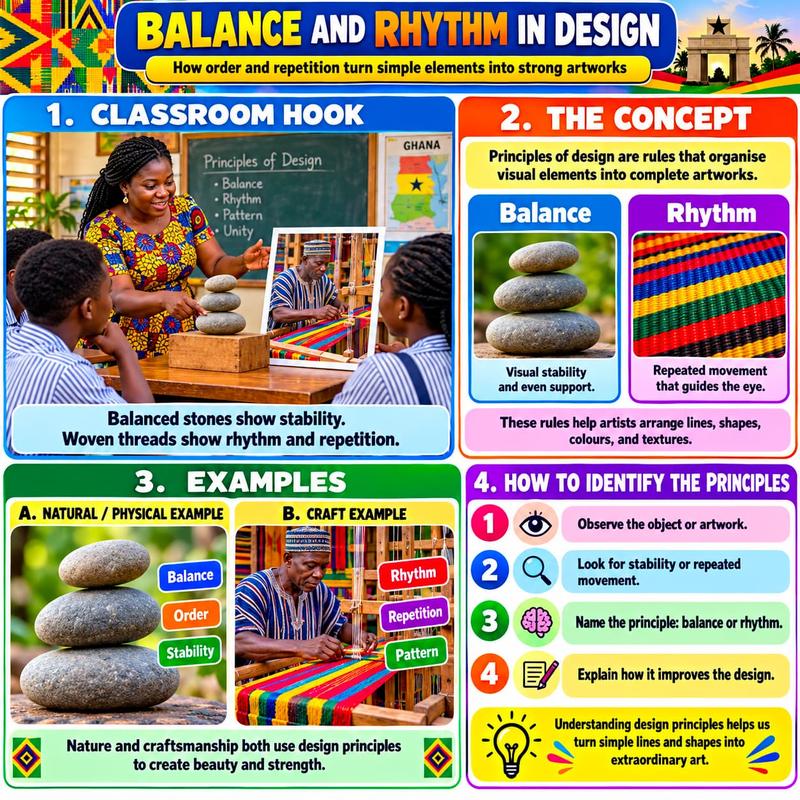 BALANCE AND RHYTHM IN DESIGN
How order and repetition turn simple elements into strong artworks
1. CLASSROOM HOOK
Principles of Design
• Balance
• Rhythm
• Pattern
• Unity
GHANA
Balanced stones show stability.
Woven threads show rhythm and repetition.
2. THE CONCEPT
Principles of design are rules that organise
visual elements into complete artworks.
Balance
Visual stability
and even support.
Rhythm
Repeated movement
that guides the eye.
These rules help artists arrange lines, shapes,
colours, and textures.
3. EXAMPLES
A. NATURAL / PHYSICAL EXAMPLE
Balance
Order
Stability
B. CRAFT EXAMPLE
Rhythm
Repetition
Pattern
Nature and craftsmanship both use design principles
to create beauty and strength.
4. HOW TO IDENTIFY THE PRINCIPLES
1 Observe the object or artwork.
2 Look for stability or repeated
movement.
3 Name the principle: balance or rhythm.
4 Explain how it improves the design.
Understanding design principles helps us
turn simple lines and shapes into
extraordinary art.